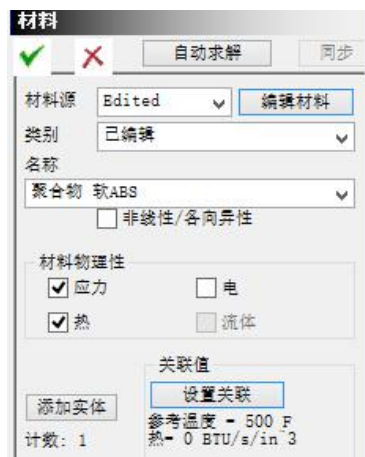 材料
自动求解 同步
材料源 Edited 编辑材料
类别 已编辑
名称
聚合物 软ABS
非线性/各向异性
材料物理性
应力 电
热 流体
关联值
添加实体 设置关联
参考温度 = 500 F
计数: 1 热= 0 BTU/s/in^3